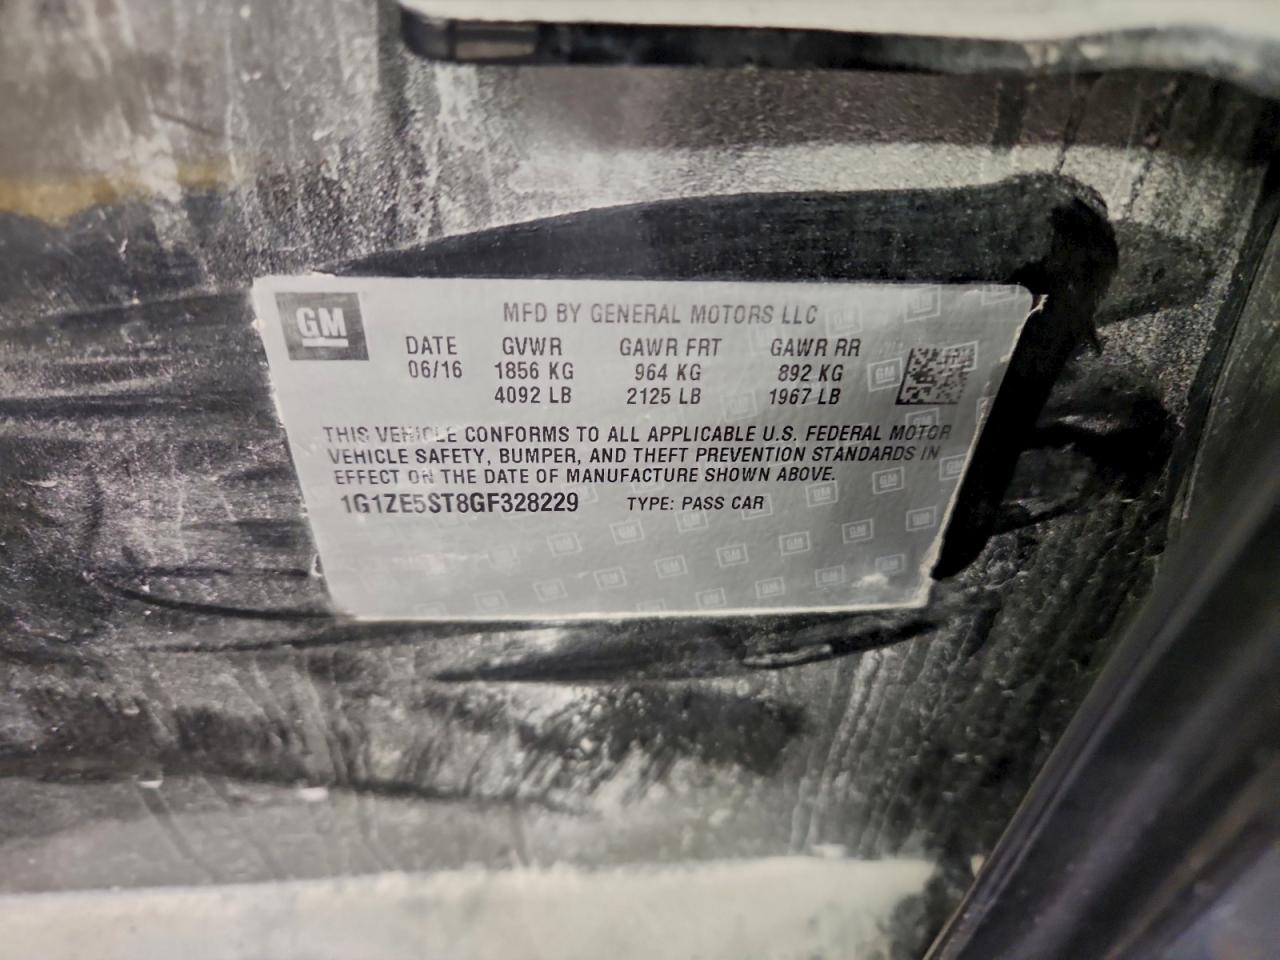 GM
MFD BY GENERAL MOTORS LLC
DATE GVWR GAWR FRT GAWR RR
06/16 1856 KG 964 KG 892 KG
4092 LB 2125 LB 1967 LB
THIS VEHICLE CONFORMS TO ALL APPLICABLE U.S. FEDERAL MOTOR
VEHICLE SAFETY, BUMPER, AND THEFT PREVENTION STANDARDS IN
EFFECT ON THE DATE OF MANUFACTURE SHOWN ABOVE.
1G1ZE5ST8GF328229 TYPE: PASS CAR